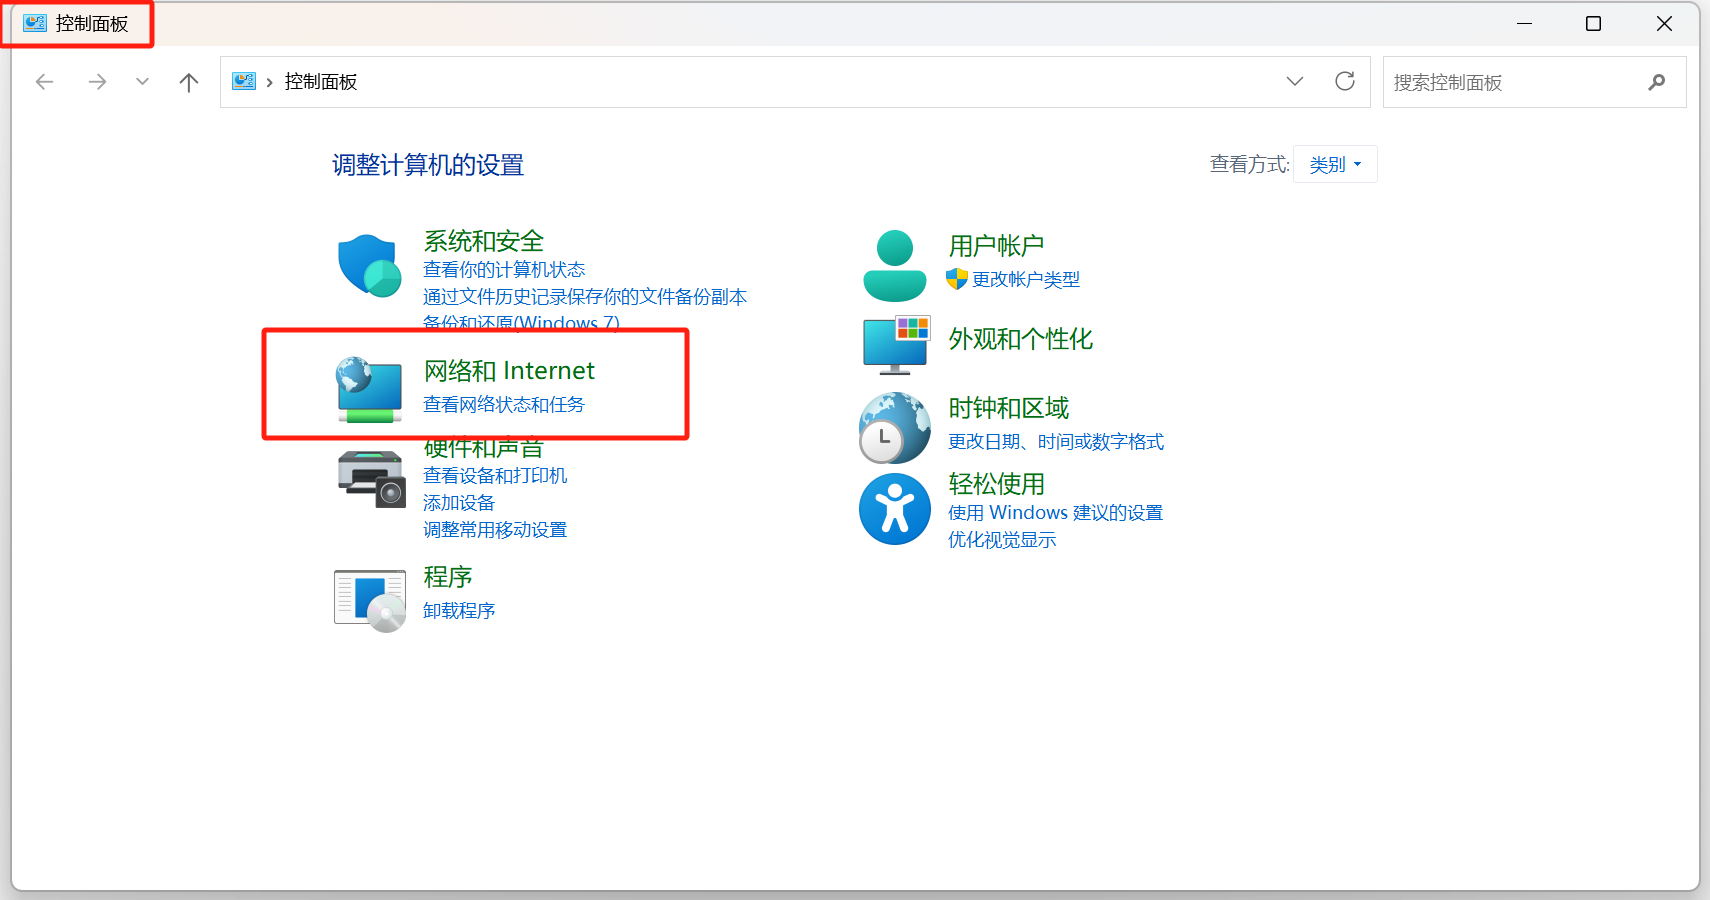 控制面板
控制面板
搜索控制面板
调整计算机的设置
查看方式:
类别
系统和安全
查看你的计算机状态
通过文件历史记录保存你的文件备份副本
备份和还原(Windows 7)
网络和 Internet
查看网络状态和任务
硬件和声音
查看设备和打印机
添加设备
调整常用移动设置
程序
卸载程序
用户帐户
更改帐户类型
外观和个性化
时钟和区域
更改日期、时间或数字格式
轻松使用
使用 Windows 建议的设置
优化视觉显示